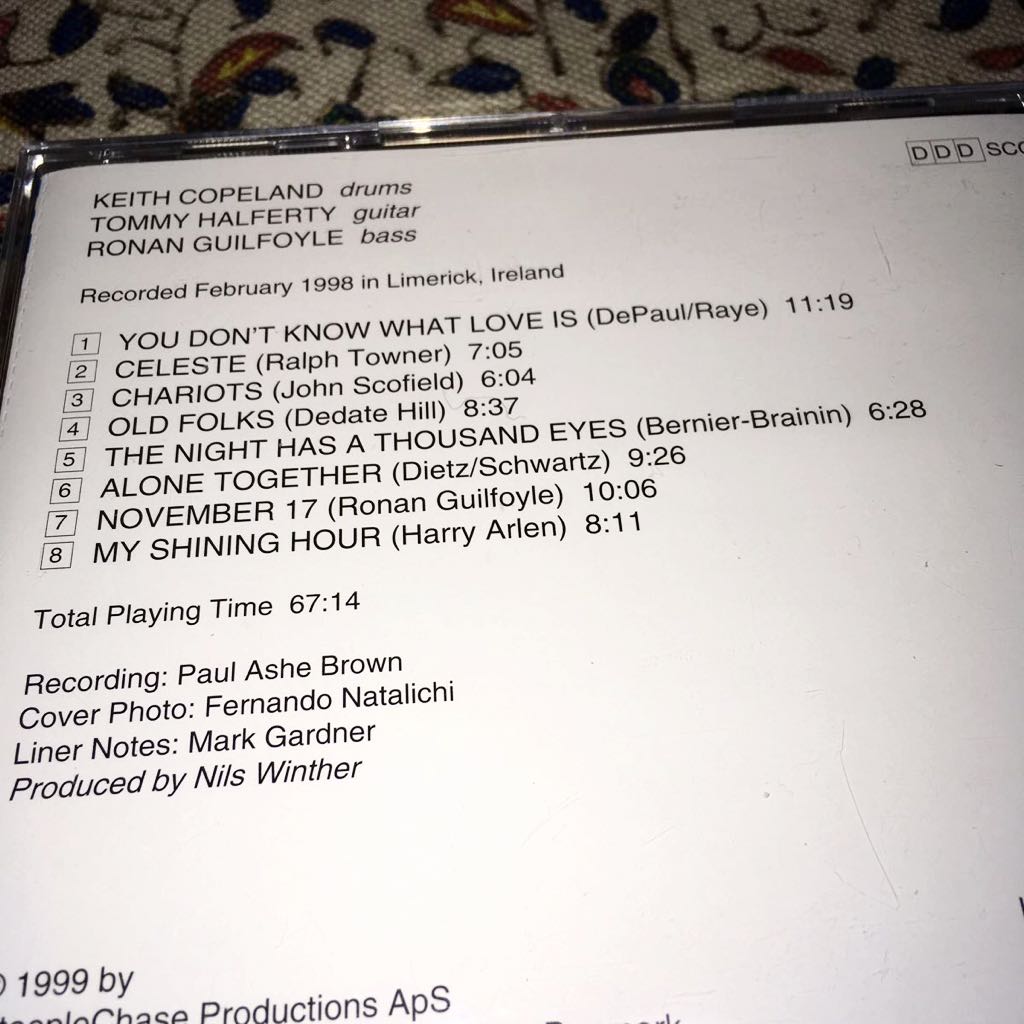 DDD
KEITH COPELAND drums
TOMMY HALFERTY guitar
RONAN GUILFOYLE bass
Recorded February 1998 in Limerick, Ireland
1 YOU DON'T KNOW WHAT LOVE IS (DePaul/Raye) 11:19
2 CELESTE (Ralph Towner) 7:05
3 CHARIOTS (John Scofield) 6:04
4 OLD FOLKS (Dedate Hill) 8:37
5 THE NIGHT HAS A THOUSAND EYES (Bernier-Brainin) 6:28
6 ALONE TOGETHER (Dietz/Schwartz) 9:26
7 NOVEMBER 17 (Ronan Guilfoyle) 10:06
8 MY SHINING HOUR (Harry Arlen) 8:11
Total Playing Time 67:14
Recording: Paul Ashe Brown
Cover Photo: Fernando Natalichi
Liner Notes: Mark Gardner
Produced by Nils Winther
1999 by
Productions ApS